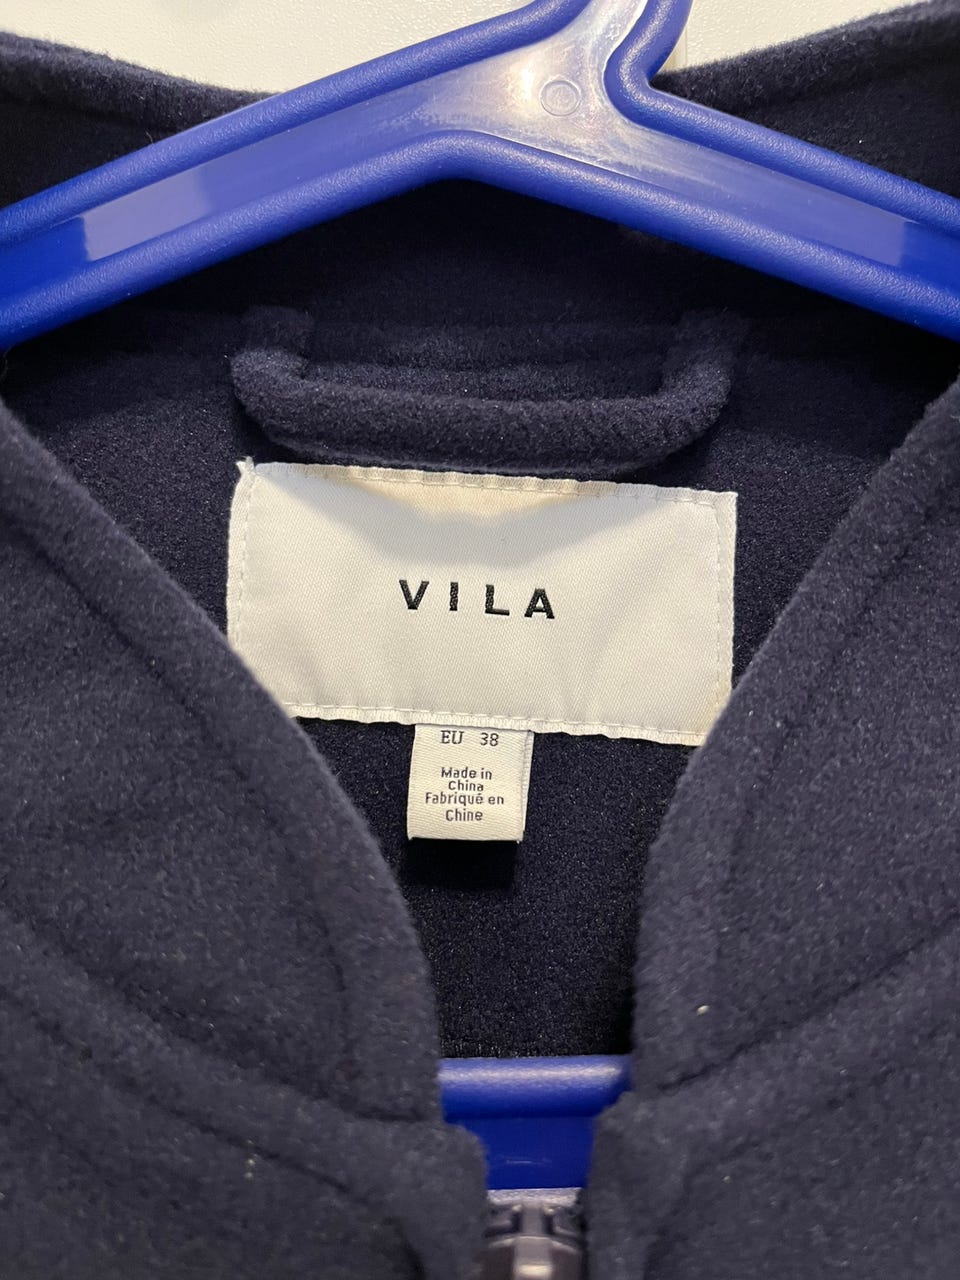 VILA
EU 38
Made in
China
Fabriqué en
Chine